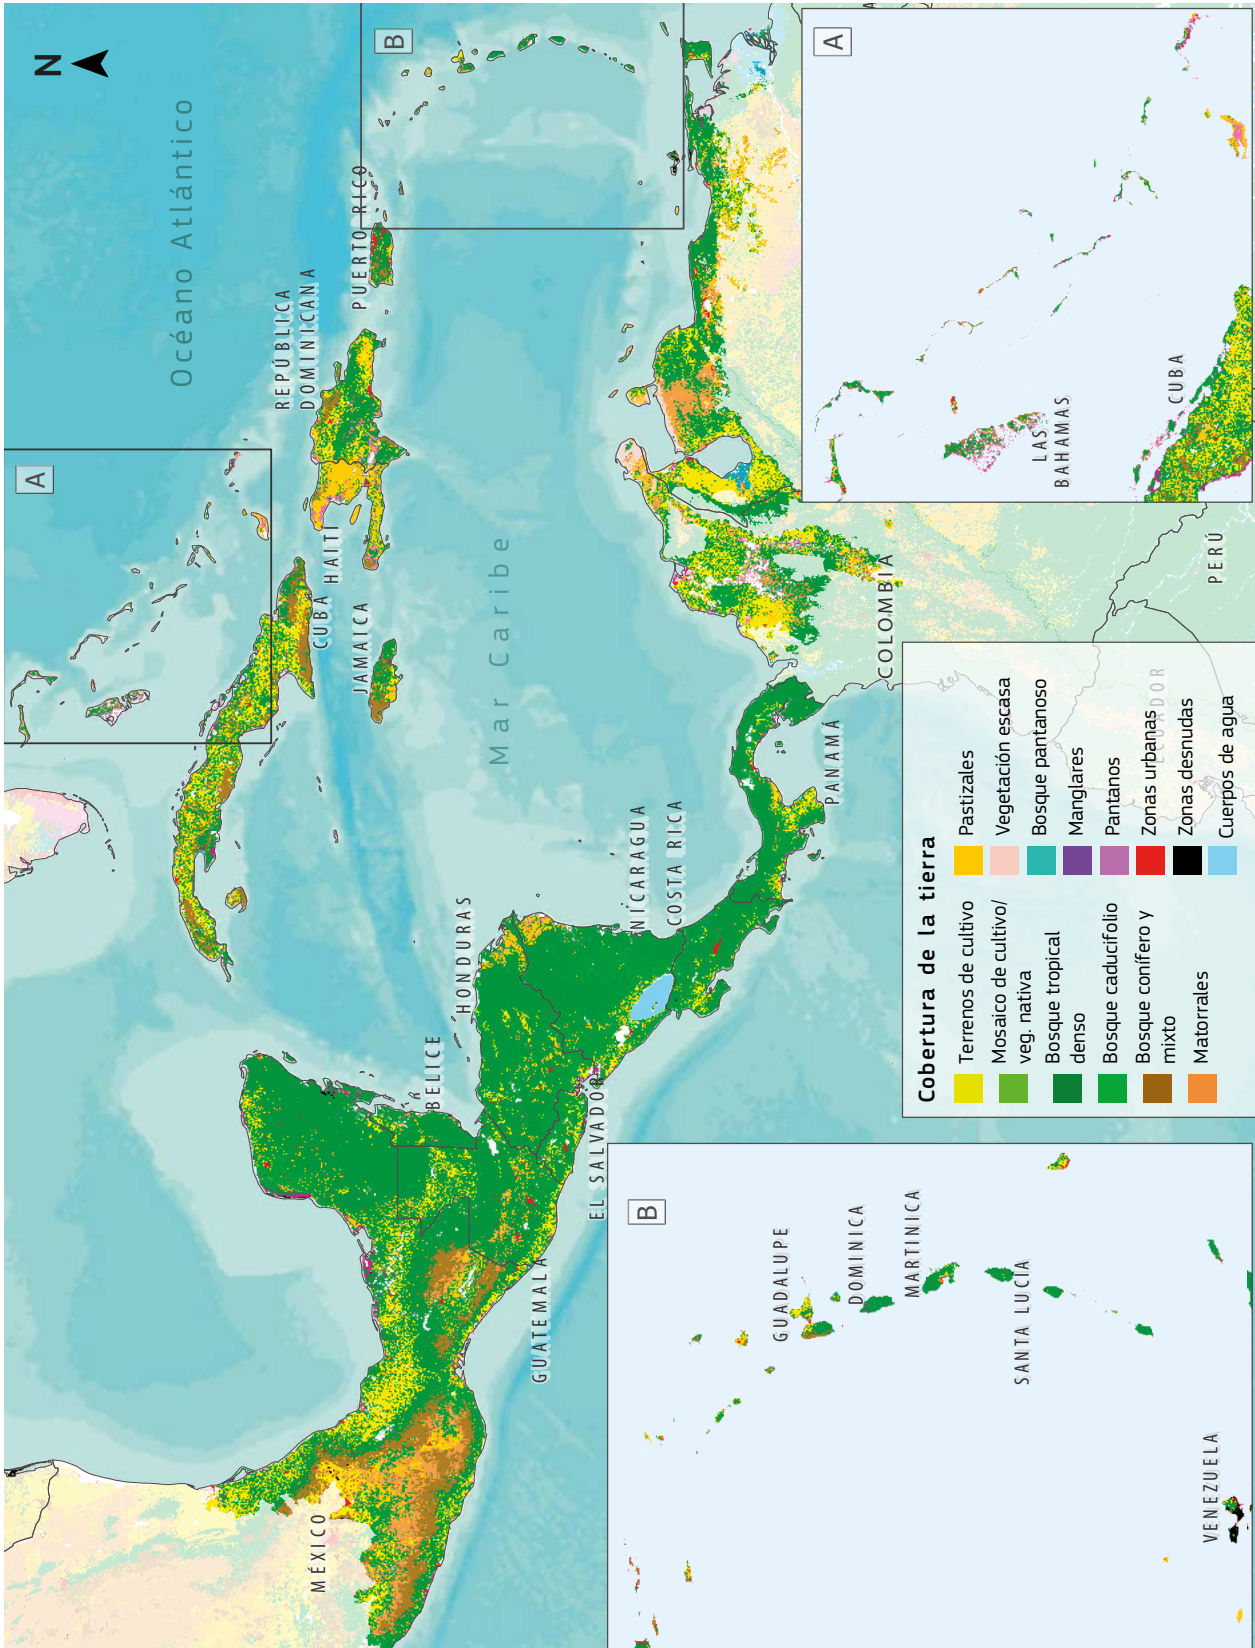 N
Océano Atlántico
Mar Caribe
A
B
MÉXICO
GUATEMALA
BELICE
EL SALVADOR
HONDURAS
NICARAGUA
COSTA RICA
PANAMÁ
CUBA
JAMAICA
HAITÍ
REPÚBLICA
DOMINICANA
PUERTO RICO
COLOMBIA
ECUADOR
PERÚ
B
GUADALUPE
DOMINICA
MARTINICA
SANTA LUCÍA
VENEZUELA
Cobertura de la tierra
Terrenos de cultivo
Mosaico de cultivo/
veg. nativa
Bosque tropical
denso
Bosque caducifolio
Bosque conífero y
mixto
Matorrales
Pastizales
Vegetación escasa
Bosque pantanoso
Manglares
Pantanos
Zonas urbanas
Zonas desnudas
Cuerpos de agua
A
LAS
BAHAMAS
CUBA